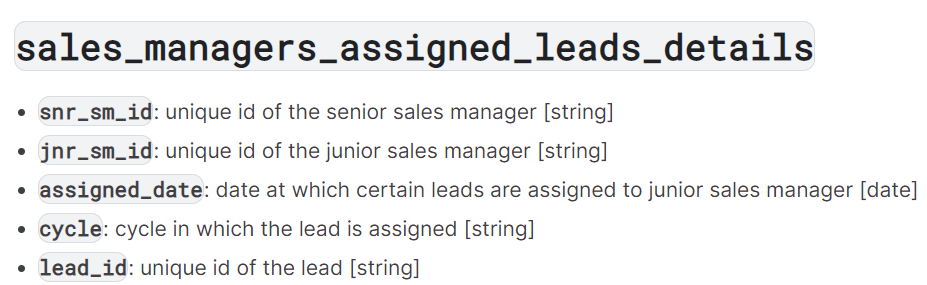 sales_managers_assigned_leads_details
snr_sm_id: unique id of the senior sales manager [string]
jnr_sm_id: unique id of the junior sales manager [string]
assigned_date: date at which certain leads are assigned to junior sales manager [date]
cycle: cycle in which the lead is assigned [string]
lead_id: unique id of the lead [string]